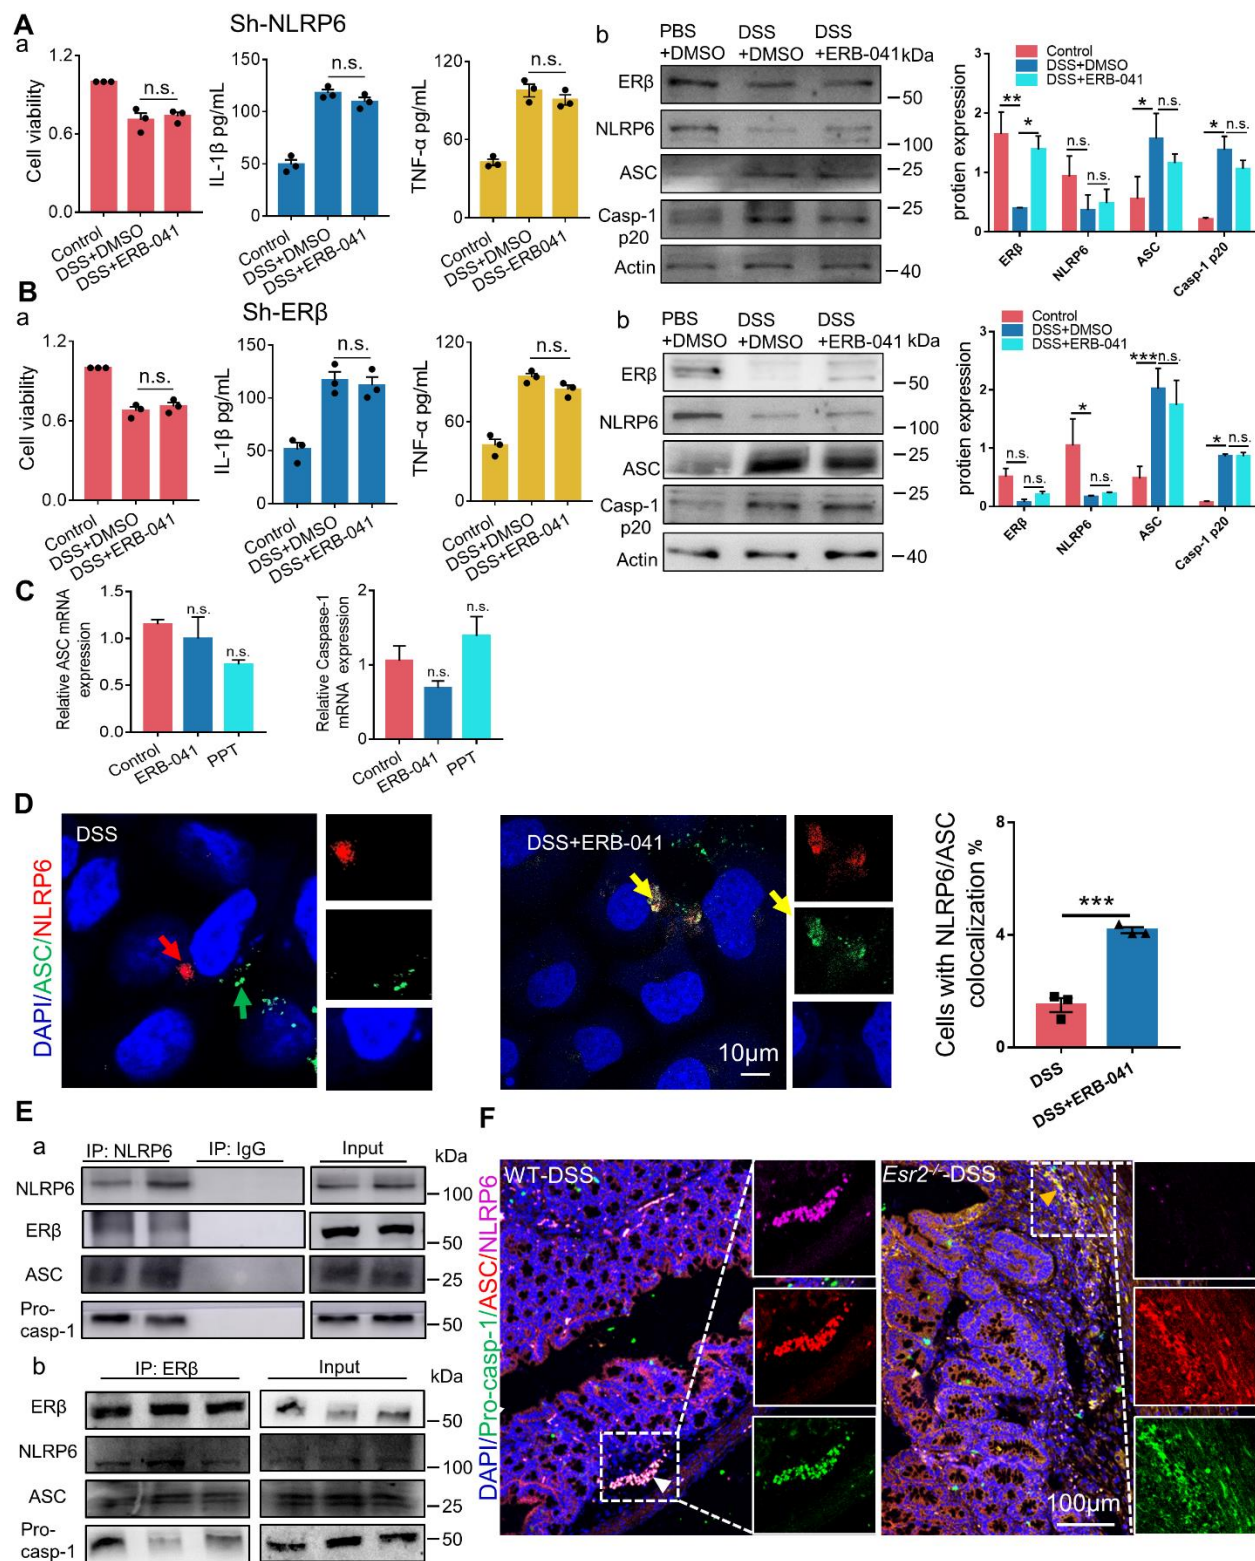 A
Sh-NLRP6
a
Cell viability
1.2
0.6
0.0
n.s.
Control
DSS+DMSO
DSS+ERB-041
IL-1β pg/mL
150
100
50
0
n.s.
Control
DSS+DMSO
DSS+ERB-041
TNF-α pg/mL
120
60
0
n.s.
Control
DSS+DMSO
DSS-ERB041
b
PBS DSS DSS
+DMSO +DMSO +ERB-041 kDa
ERβ
50
NLRP6
100
ASC
25
Casp-1
p20
25
Actin
40
protien expression
3
2
1
0
Control
DSS+DMSO
DSS+ERB-041
** * n.s. * n.s. * n.s.
ERβ
NLRP6
ASC
Casp-1 p20
B
Sh-ERβ
a
Cell viability
1.2
0.6
0.0
n.s.
Control
DSS+DMSO
DSS+ERB-041
IL-1β pg/mL
150
100
50
0
n.s.
Control
DSS+DMSO
DSS+ERB-041
TNF-α pg/mL
120
60
0
n.s.
Control
DSS+DMSO
DSS+ERB-041
b
PBS DSS DSS
+DMSO +DMSO +ERB-041 kDa
ERβ
50
NLRP6
100
ASC
25
Casp-1
p20
25
Actin
40
protien expression
3
2
1
0
Control
DSS+DMSO
DSS+ERB-041
n.s. n.s. * n.s. *** n.s. * n.s.
ERβ
NLRP6
ASC
Casp-1 p20
C
Relative ASC mRNA
expression
1.5
1.0
0.5
0.0
n.s.
n.s.
Control
ERB-041
PPT
Relative Caspase-1
mRNA expression
2
1
0
n.s.
n.s.
Control
ERB-041
PPT
D
DAPI/ASC/NLRP6
DSS
DSS+ERB-041
10μm
Cells with NLRP6/ASC
colocalization %
8
4
0
***
DSS
DSS+ERB-041
E
a
IP: NLRP6 IP: IgG Input kDa
NLRP6
100
ERβ
50
ASC
25
Pro-
casp-1
50
b
IP: ERβ Input kDa
ERβ
50
NLRP6
100
ASC
25
Pro-
casp-1
50
F
DAPI/Pro-casp-1/ASC/NLRP6
WT-DSS
Esr2-/--DSS
100μm